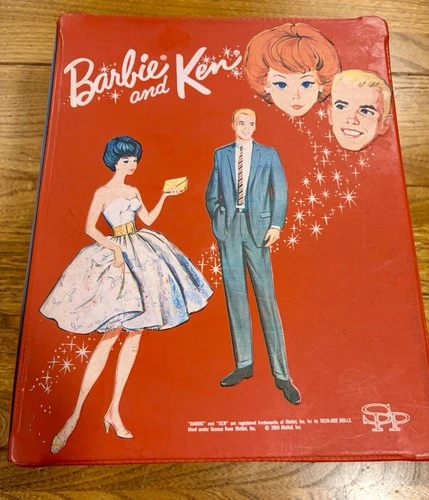 Barbie® and Ken®
"BARBIE" and "KEN" are registered trademarks of Mattel, Inc. for its TEEN-AGE DOLLS
Used under license from Mattel, Inc. © 1964 Mattel, Inc.
SPP